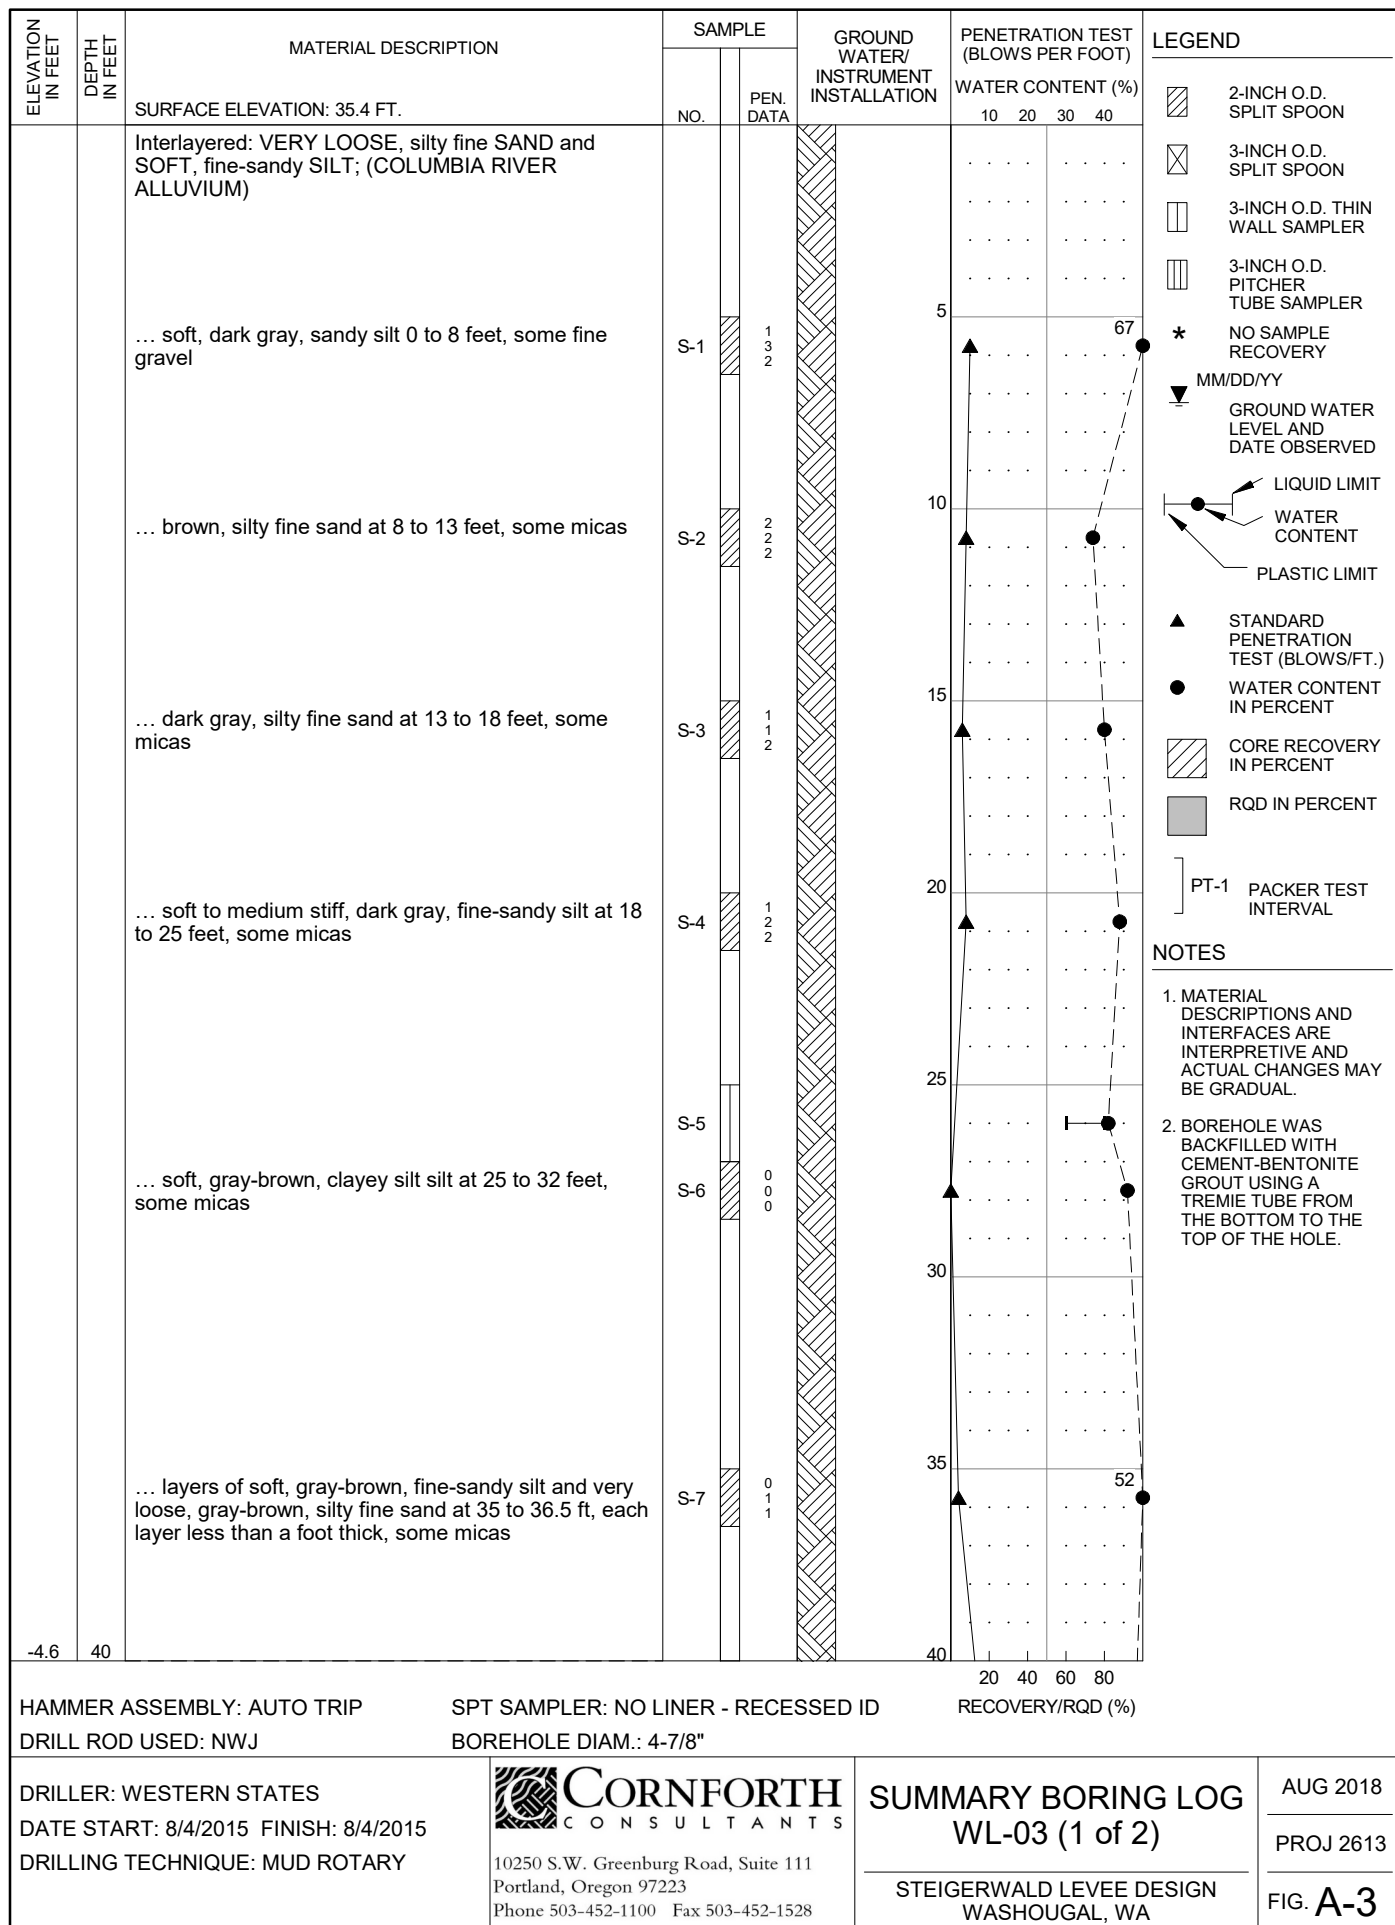 ELEVATION
IN FEET
DEPTH
IN FEET
MATERIAL DESCRIPTION
SURFACE ELEVATION: 35.4 FT.
SAMPLE
NO.
PEN.
DATA
GROUND
WATER/
INSTRUMENT
INSTALLATION
PENETRATION TEST
(BLOWS PER FOOT)
WATER CONTENT (%)
10 20 30 40
Interlayered: VERY LOOSE, silty fine SAND and
SOFT, fine-sandy SILT; (COLUMBIA RIVER
ALLUVIUM)
5
... soft, dark gray, sandy silt 0 to 8 feet, some fine
gravel
S-1
1
3
2
67
10
... brown, silty fine sand at 8 to 13 feet, some micas
S-2
2
2
2
15
... dark gray, silty fine sand at 13 to 18 feet, some
micas
S-3
1
1
2
20
... soft to medium stiff, dark gray, fine-sandy silt at 18
to 25 feet, some micas
S-4
1
2
2
25
S-5
... soft, gray-brown, clayey silt silt at 25 to 32 feet,
some micas
S-6
0
0
0
30
35
... layers of soft, gray-brown, fine-sandy silt and very
loose, gray-brown, silty fine sand at 35 to 36.5 ft, each
layer less than a foot thick, some micas
S-7
0
1
1
52
-4.6
40
40
20 40 60 80
RECOVERY/RQD (%)
LEGEND
2-INCH O.D.
SPLIT SPOON
3-INCH O.D.
SPLIT SPOON
3-INCH O.D. THIN
WALL SAMPLER
3-INCH O.D.
PITCHER
TUBE SAMPLER
* NO SAMPLE
RECOVERY
MM/DD/YY
GROUND WATER
LEVEL AND
DATE OBSERVED
LIQUID LIMIT
WATER
CONTENT
PLASTIC LIMIT
STANDARD
PENETRATION
TEST (BLOWS/FT.)
WATER CONTENT
IN PERCENT
CORE RECOVERY
IN PERCENT
RQD IN PERCENT
PT-1 PACKER TEST
INTERVAL
NOTES
1. MATERIAL
DESCRIPTIONS AND
INTERFACES ARE
INTERPRETIVE AND
ACTUAL CHANGES MAY
BE GRADUAL.
2. BOREHOLE WAS
BACKFILLED WITH
CEMENT-BENTONITE
GROUT USING A
TREMIE TUBE FROM
THE BOTTOM TO THE
TOP OF THE HOLE.
HAMMER ASSEMBLY: AUTO TRIP
SPT SAMPLER: NO LINER - RECESSED ID
DRILL ROD USED: NWJ
BOREHOLE DIAM.: 4-7/8"
DRILLER: WESTERN STATES
DATE START: 8/4/2015 FINISH: 8/4/2015
DRILLING TECHNIQUE: MUD ROTARY
CORNFORTH
CONSULTANTS
10250 S.W. Greenburg Road, Suite 111
Portland, Oregon 97223
Phone 503-452-1100 Fax 503-452-1528
SUMMARY BORING LOG
WL-03 (1 of 2)
STEIGERWALD LEVEE DESIGN
WASHOUGAL, WA
AUG 2018
PROJ 2613
FIG. A-3